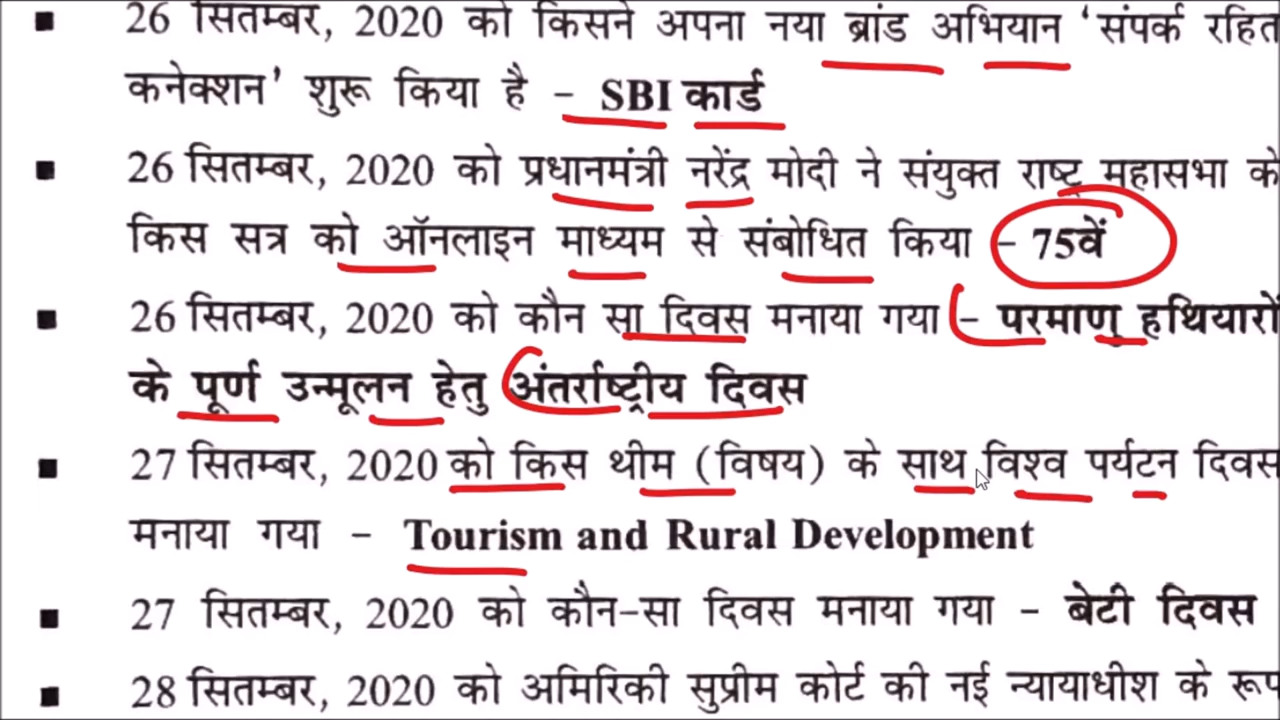 ▪ 26 सितम्बर, 2020 को किसने अपना नया ब्रांड अभियान ‘संपर्क रहित
कनेक्शन’ शुरू किया है – SBI कार्ड
▪ 26 सितम्बर, 2020 को प्रधानमंत्री नरेंद्र मोदी ने संयुक्त राष्ट्र महासभा के
किस सत्र को ऑनलाइन माध्यम से संबोधित किया – 75वें
▪ 26 सितम्बर, 2020 को कौन सा दिवस मनाया गया – परमाणु हथियारों
के पूर्ण उन्मूलन हेतु अंतर्राष्ट्रीय दिवस
▪ 27 सितम्बर, 2020 को किस थीम (विषय) के साथ विश्व पर्यटन दिवस
मनाया गया – Tourism and Rural Development
▪ 27 सितम्बर, 2020 को कौन-सा दिवस मनाया गया – बेटी दिवस
▪ 28 सितम्बर, 2020 को अमिरिकी सुप्रीम कोर्ट की नई न्यायाधीश के रूप